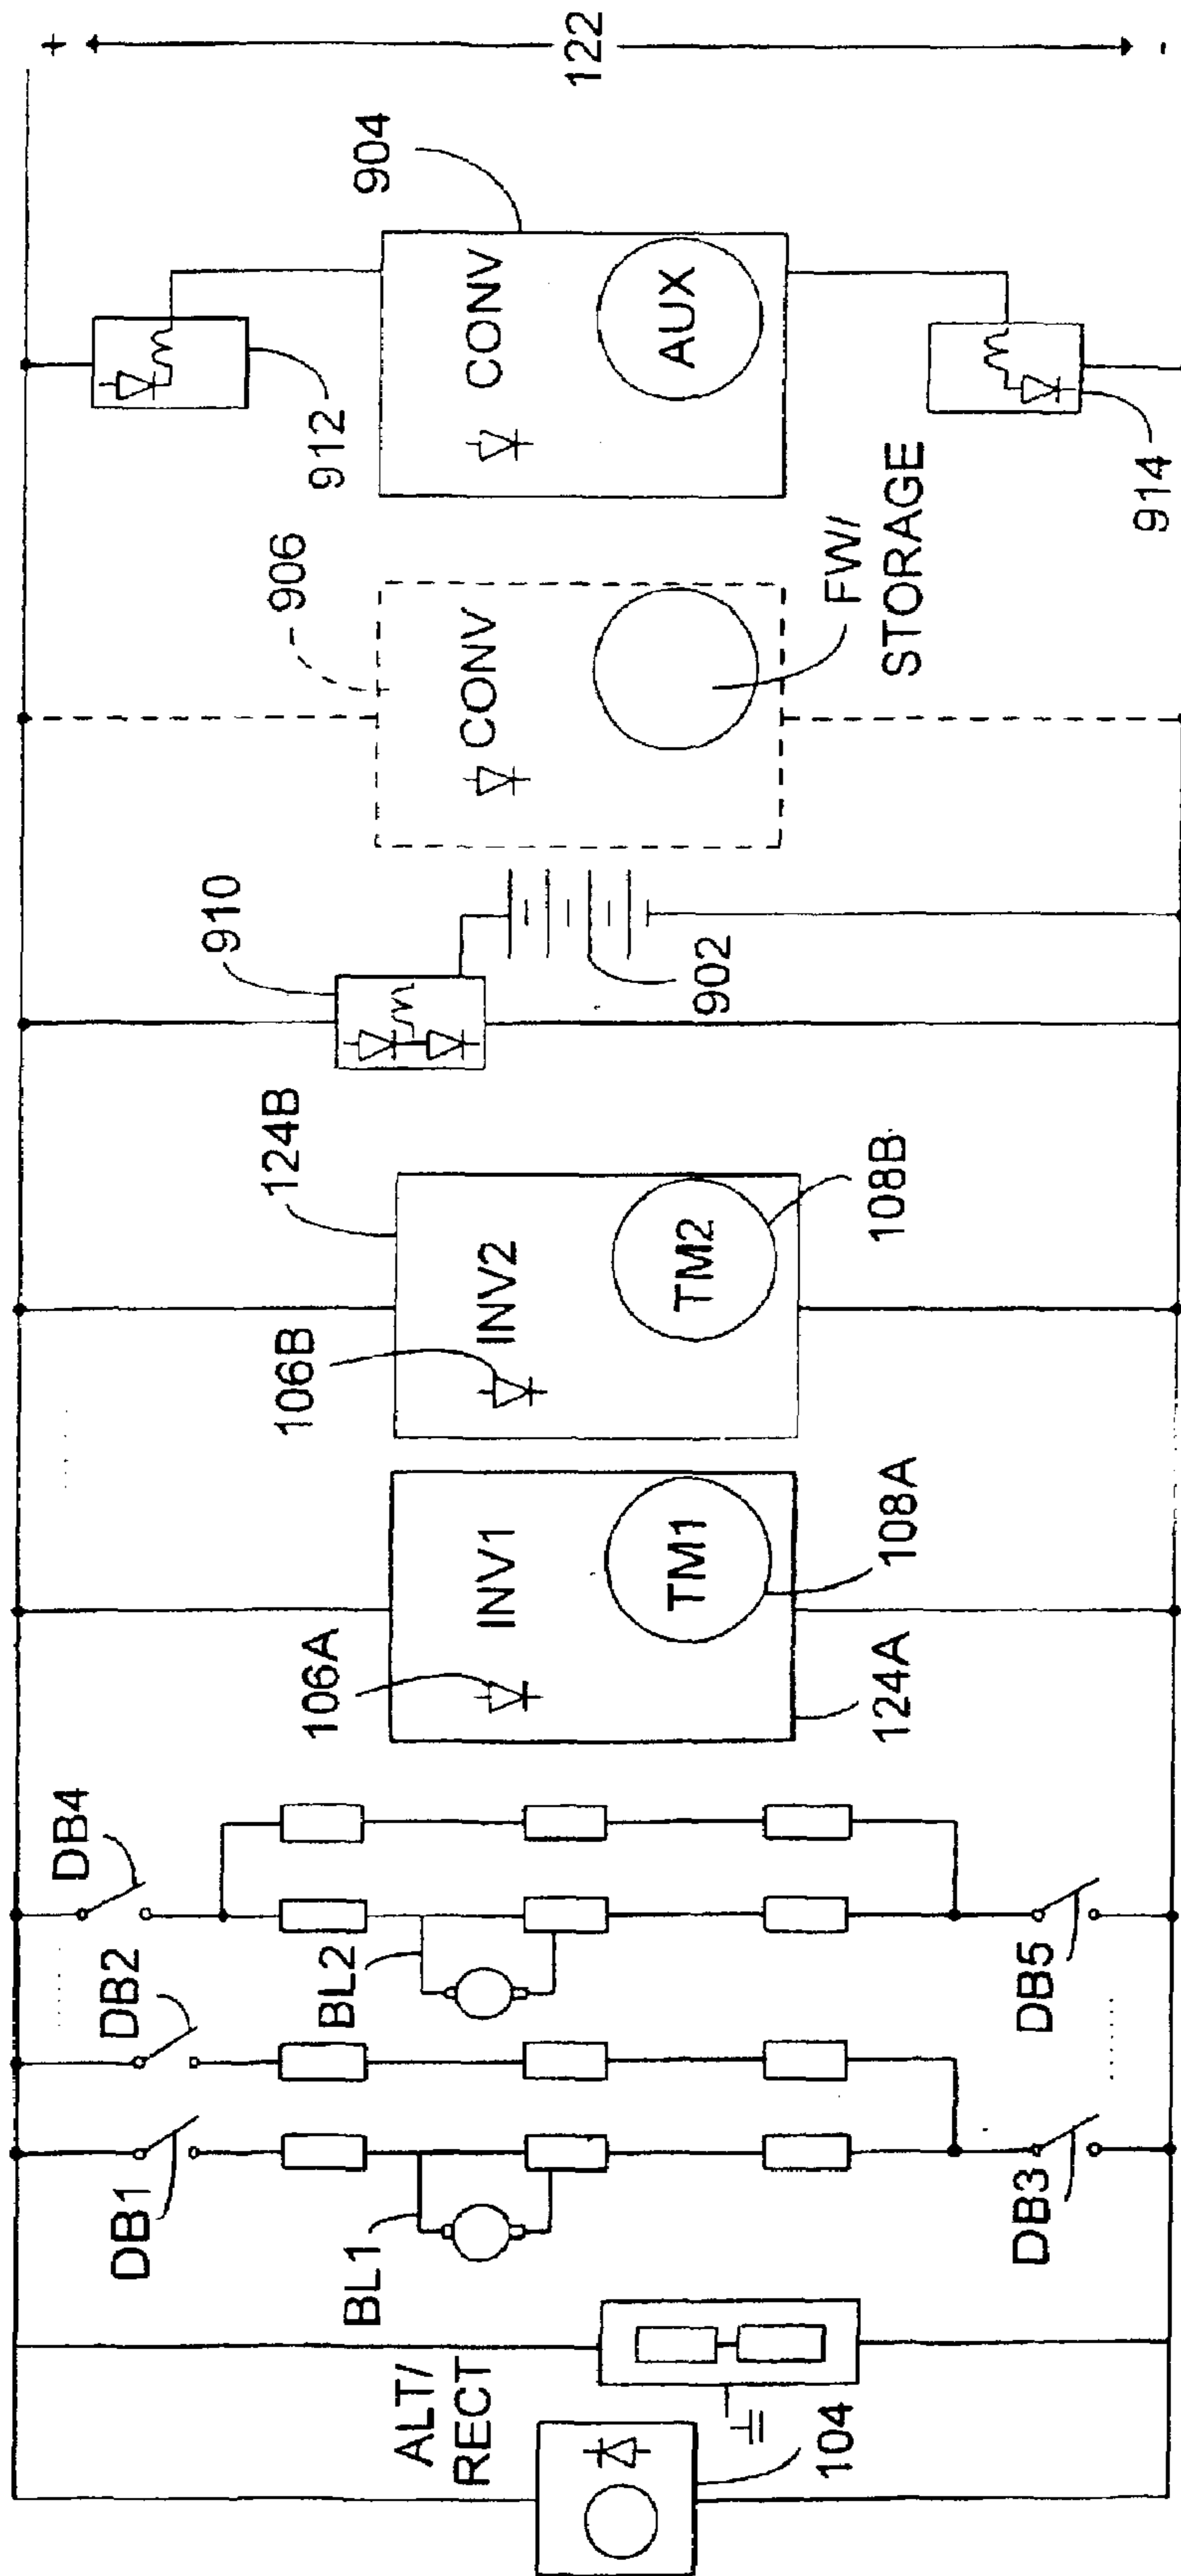 ALT/
RECT
104
BL1
DB1
DB3
DB2
BL2
DB4
DB5
106A
INV1
TM1
108A
124A
106B
INV2
TM2
108B
124B
910
902
906
CONV
FW/
STORAGE
912
CONV
AUX
904
914
+
122
-